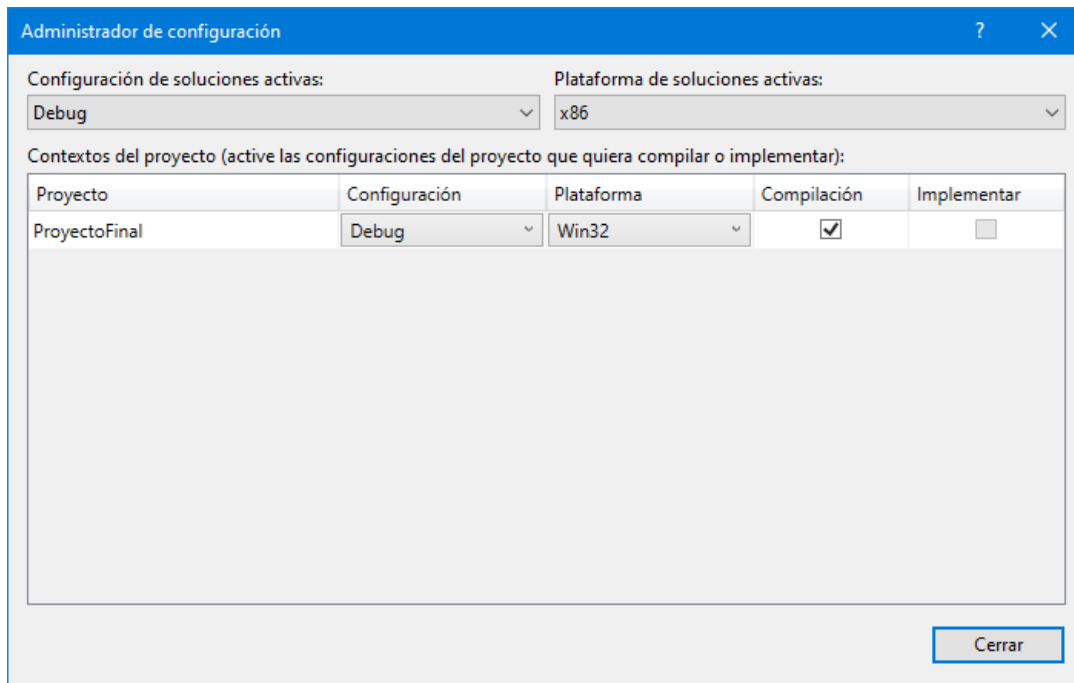 Administrador de configuración ?
Configuración de soluciones activas: Plataforma de soluciones activas:
Debug x86
Contextos del proyecto (active las configuraciones del proyecto que quiera compilar o implementar):
Proyecto Configuración Plataforma Compilación Implementar
ProyectoFinal Debug Win32
Cerrar